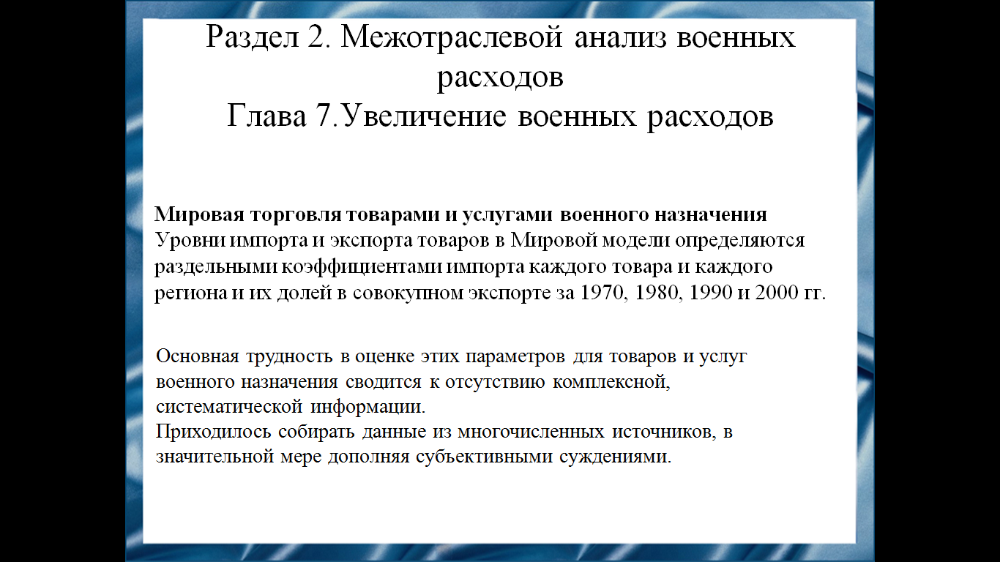 Раздел 2. Межотраслевой анализ военных
расходов
Глава 7.Увеличение военных расходов
Мировая торговля товарами и услугами военного назначения
Уровни импорта и экспорта товаров в Мировой модели определяются
раздельными коэффициентами импорта каждого товара и каждого
региона и их долей в совокупном экспорте за 1970, 1980, 1990 и 2000 гг.
Основная трудность в оценке этих параметров для товаров и услуг
военного назначения сводится к отсутствию комплексной,
систематической информации.
Приходилось собирать данные из многочисленных источников, в
значительной мере дополняя субъективными суждениями.